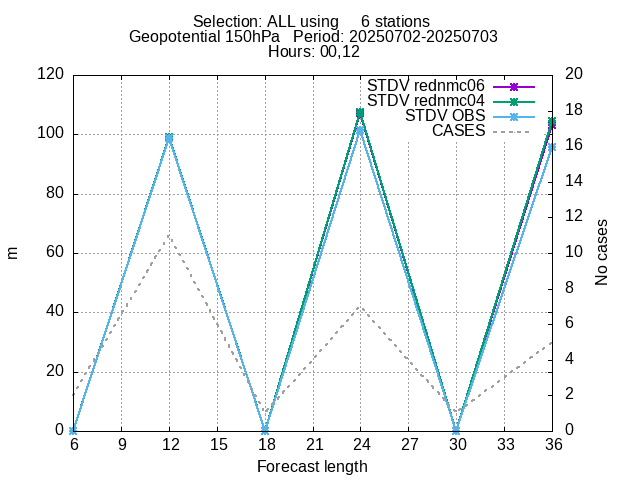 Selection: ALL using     6 stations
Geopotential 150hPa   Period: 20250702-20250703
Hours: 00,12
STDV rednmc06
STDV rednmc04
STDV OBS
CASES
120
100
80
60
40
20
0
m
20
18
16
14
12
10
8
6
4
2
0
No cases
6 9 12 15 18 21 24 27 30 33 36
Forecast length